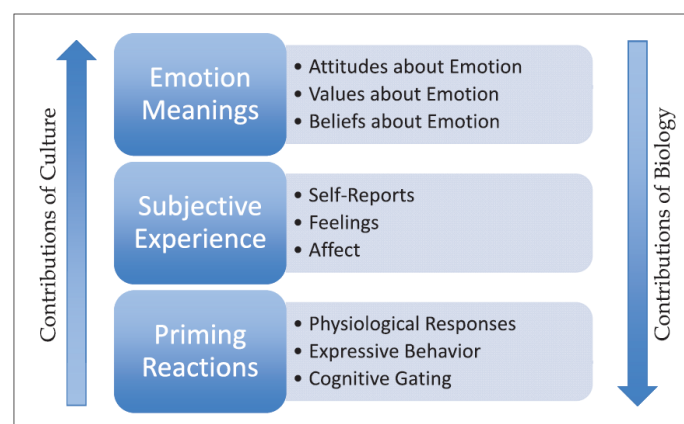 Contributions of Culture
Emotion
Meanings
• Attitudes about Emotion
• Values about Emotion
• Beliefs about Emotion
Subjective
Experience
• Self-Reports
• Feelings
• Affect
Priming
Reactions
• Physiological Responses
• Expressive Behavior
• Cognitive Gating
Contributions of Biology